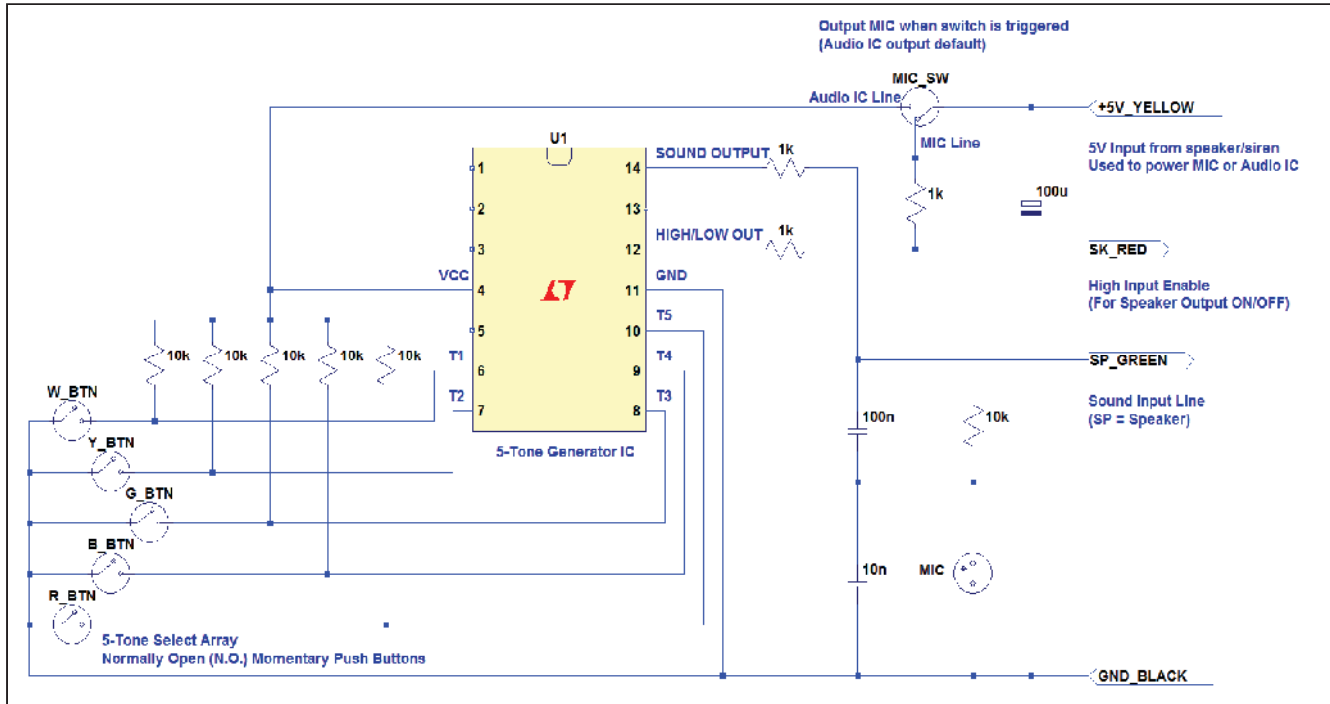 Output MIC when switch is triggered
(Audio IC output default)
MIC_SW
Audio IC Line
+5V_YELLOW
MIC Line
5V Input from speaker/siren
Used to power MIC or Audio IC
1k
100u
SK_RED
High Input Enable
(For Speaker Output ON/OFF)
SP_GREEN
Sound Input Line
(SP = Speaker)
U1
SOUND OUTPUT
1k
HIGH/LOW OUT
1k
VCC
GND
T5
T1
T4
T2
T3
1
2
3
4
5
6
7
14
13
12
11
10
9
8
5-Tone Generator IC
10k
10k
10k
10k
10k
W_BTN
Y_BTN
G_BTN
B_BTN
R_BTN
5-Tone Select Array
Normally Open (N.O.) Momentary Push Buttons
100n
10k
10n
MIC
GND_BLACK